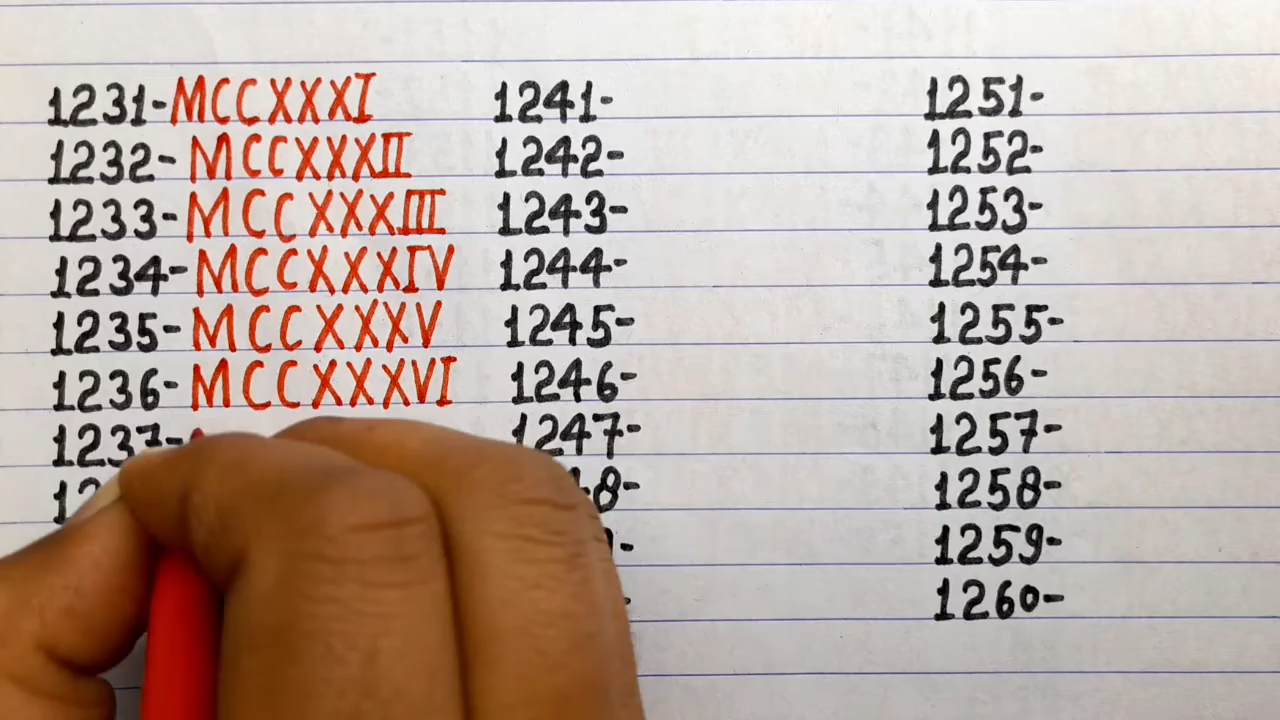 1231-MCCXXXI 1241- 1251-
1232-MCCXXXII 1242- 1252-
1233-MCCXXXIII 1243- 1253-
1234-MCCXXXIV 1244- 1254-
1235-MCCXXXV 1245- 1255-
1236-MCCXXXVI 1246- 1256-
1237- 1247- 1257-
1258-
1259-
1260-